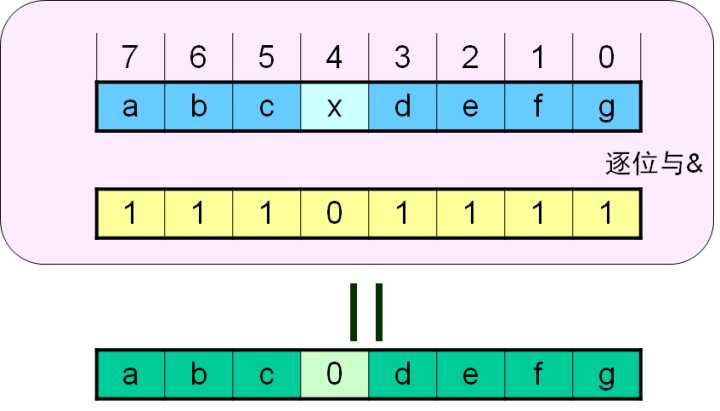 7 6 5 4 3 2 1 0
a b c x d e f g
逐位与&
1 1 1 0 1 1 1 1
a b c 0 d e f g